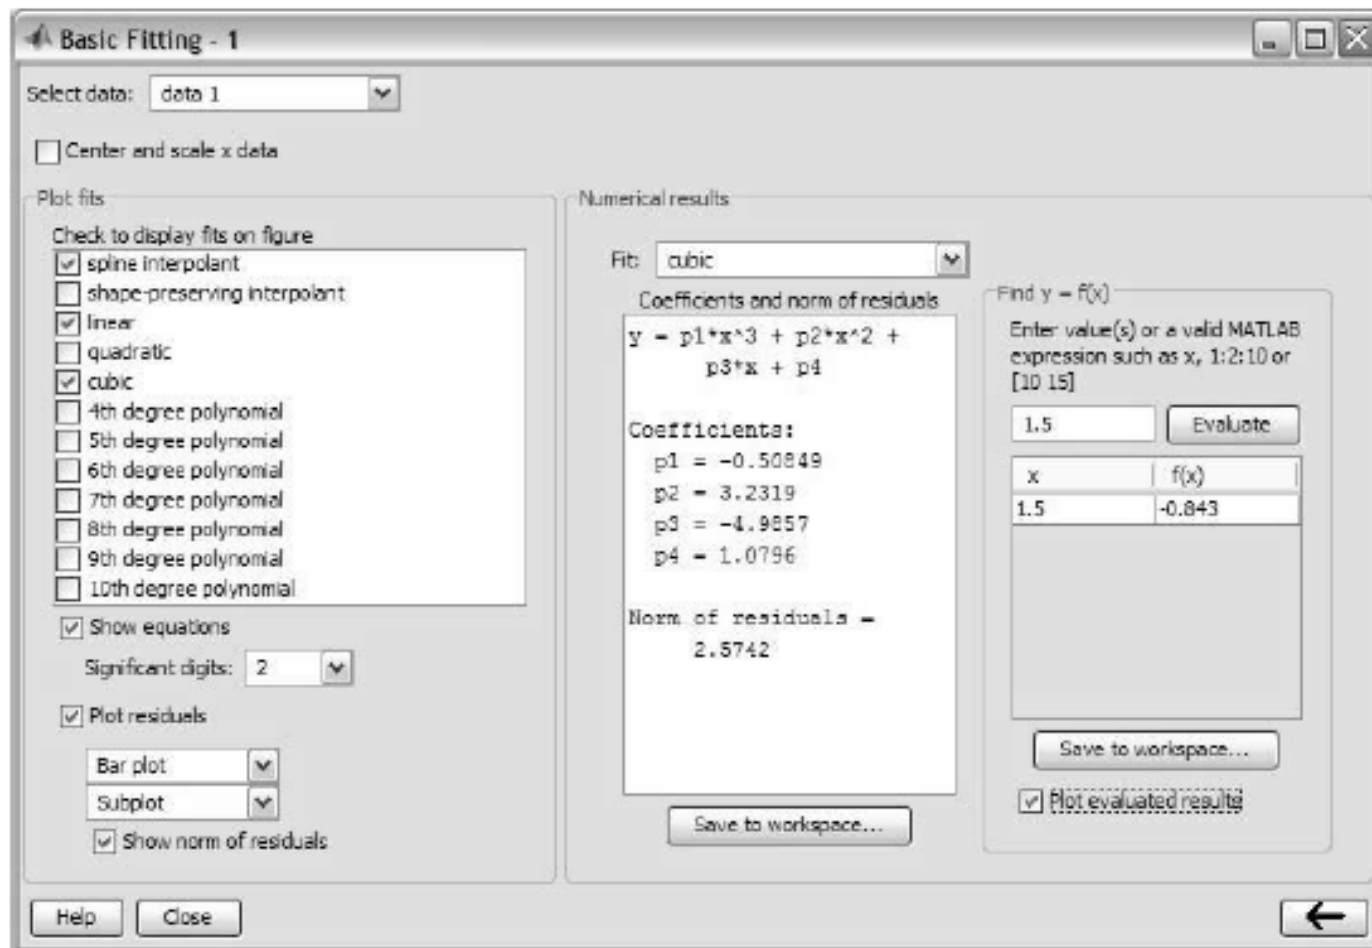 Basic Fitting - 1
Select data: data 1
Center and scale x data
Plot fits
Check to display fits on figure
spline interpolant
shape-preserving interpolant
linear
quadratic
cubic
4th degree polynomial
5th degree polynomial
6th degree polynomial
7th degree polynomial
8th degree polynomial
9th degree polynomial
10th degree polynomial
Show equations
Significant digits: 2
Plot residuals
Bar plot
Subplot
Show norm of residuals
Numerical results
Fit: cubic
Coefficients and norm of residuals
y = p1*x^3 + p2*x^2 +
p3*x + p4
Coefficients:
p1 = -0.50849
p2 = 3.2319
p3 = -4.9857
p4 = 1.0796
Norm of residuals =
2.5742
Save to workspace...
Find y = f(x)
Enter value(s) or a valid MATLAB
expression such as x, 1:2:10 or
[10 15]
1.5 Evaluate
x f(x)
1.5 -0.843
Save to workspace...
Plot evaluated results
Help Close